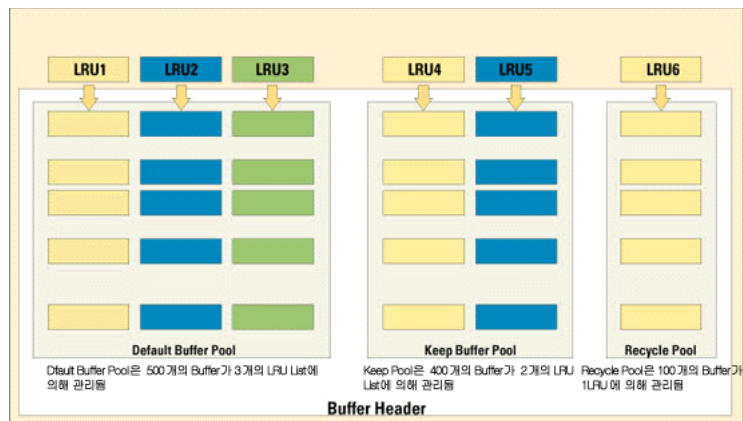 LRU1 LRU2 LRU3 LRU4 LRU5 LRU6
Default Buffer Pool
Dfault Buffer Pool은 500개의 Buffer가 3개의 LRU List에
의해 관리됨
Keep Buffer Pool
Keep Pool은 400개의 Buffer가 2개의 LRU
List에 의해 관리됨
Recycle Pool
Recycle Pool은 100개의 Buffer가
1LRU에 의해 관리됨
Buffer Header